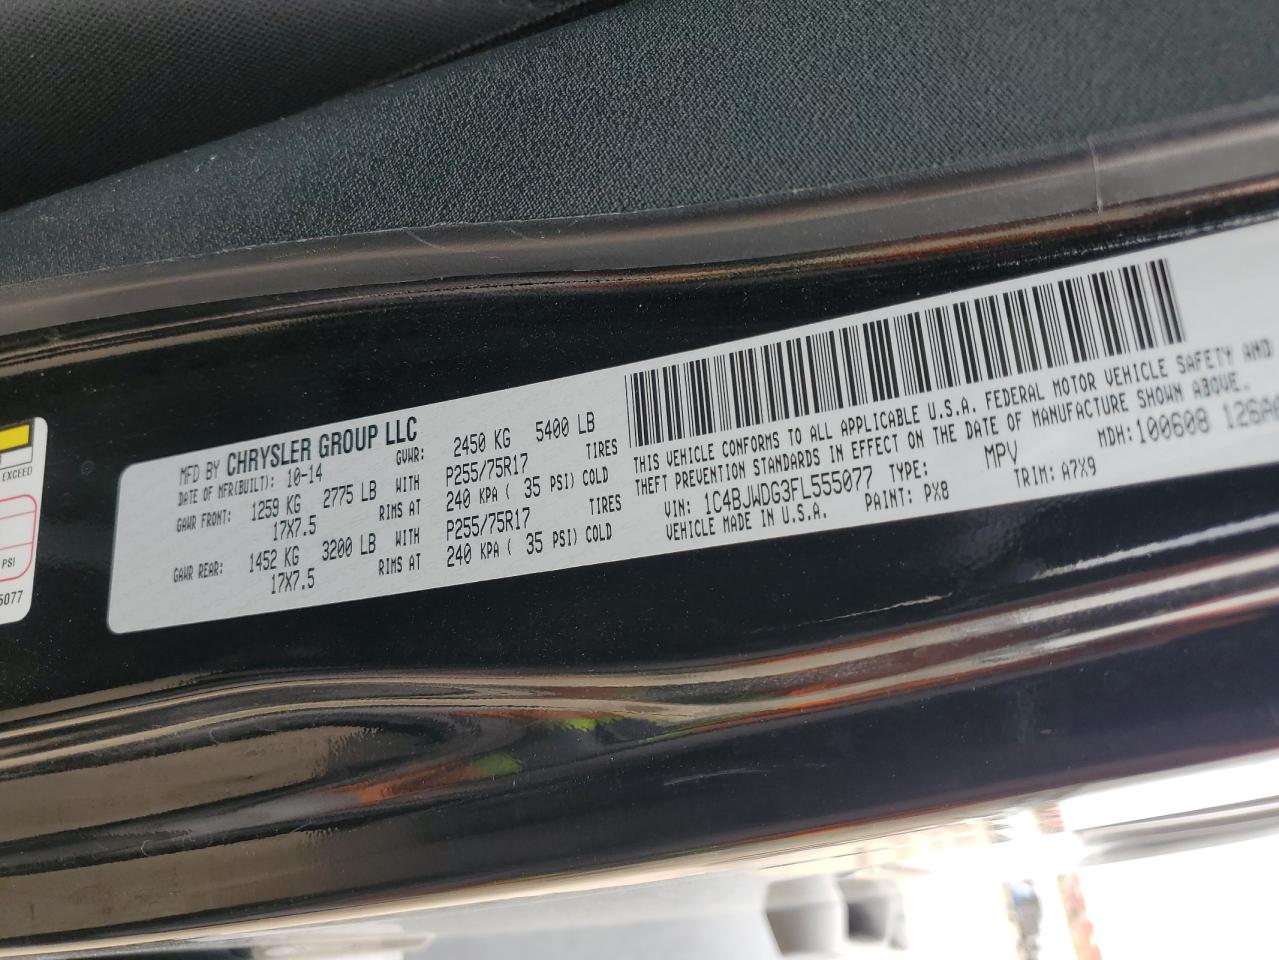 EXCEED
PSI
5077
MFD BY CHRYSLER GROUP LLC
DATE OF MFR(BUILT): 10-14 GVWR: 2450 KG 5400 LB
GAWR FRONT: 1259 KG 2775 LB WITH P255/75R17 TIRES
17X7.5 RIMS AT 240 KPA ( 35 PSI) COLD
GAWR REAR: 1452 KG 3200 LB WITH P255/75R17 TIRES
17X7.5 RIMS AT 240 KPA ( 35 PSI) COLD
THIS VEHICLE CONFORMS TO ALL APPLICABLE U.S.A. FEDERAL MOTOR VEHICLE SAFETY AND
THEFT PREVENTION STANDARDS IN EFFECT ON THE DATE OF MANUFACTURE SHOWN ABOVE.
VIN: 1C4BJWDG3FL555077 TYPE: MPV MDH: 100608 126A
VEHICLE MADE IN U.S.A. PAINT: PX8 TRIM: A7X9